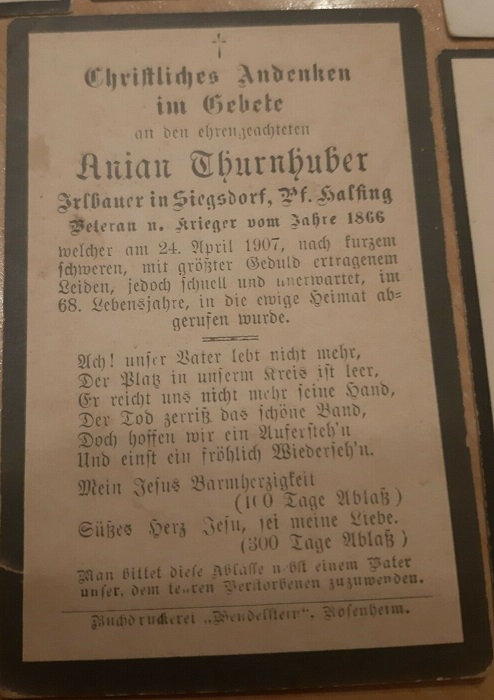 Christliches Andenken
im Gebete
an den ehrengeachteten
Anian Thurnhuber
Irlbauer in Siegsdorf, Pf. Halfing
Veteran u. Krieger vom Jahre 1866
welcher am 24. April 1907, nach kurzem
schweren, mit größter Geduld ertragenem
Leiden, jedoch schnell und unerwartet, im
68. Lebensjahre, in die ewige Heimat ab-
gerufen wurde.
Ach! unser Vater lebt nicht mehr,
Der Platz in unserm Kreis ist leer,
Er reicht uns nicht mehr seine Hand,
Der Tod zerriß das schöne Band,
Doch hoffen wir ein Aufersteh'n
Und einst ein fröhlich Wiederseh'n.
Mein Jesus Barmherzigkeit
(100 Tage Ablaß)
Süßes Herz Jesu, sei meine Liebe.
(300 Tage Ablaß)
Man bittet diese Ablässe nebst einem Vater
unser, dem teuren Verstorbenen zuzuwenden.
Buchdruckerei „Wendelstein", Rosenheim.